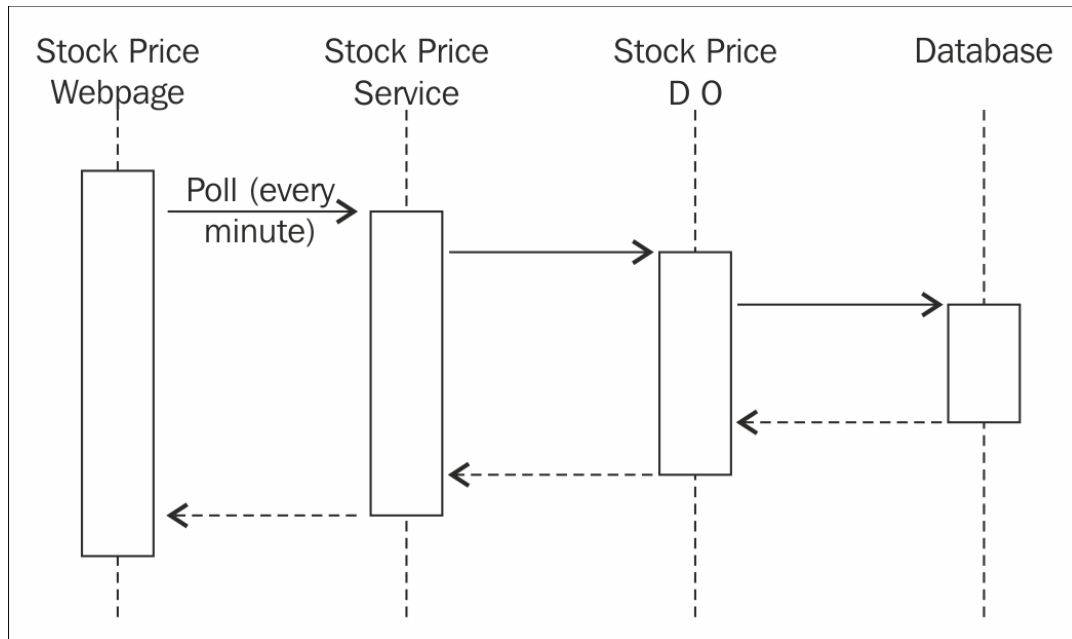 Stock Price
Webpage
Stock Price
Service
Stock Price
D O
Database
Poll (every
minute)